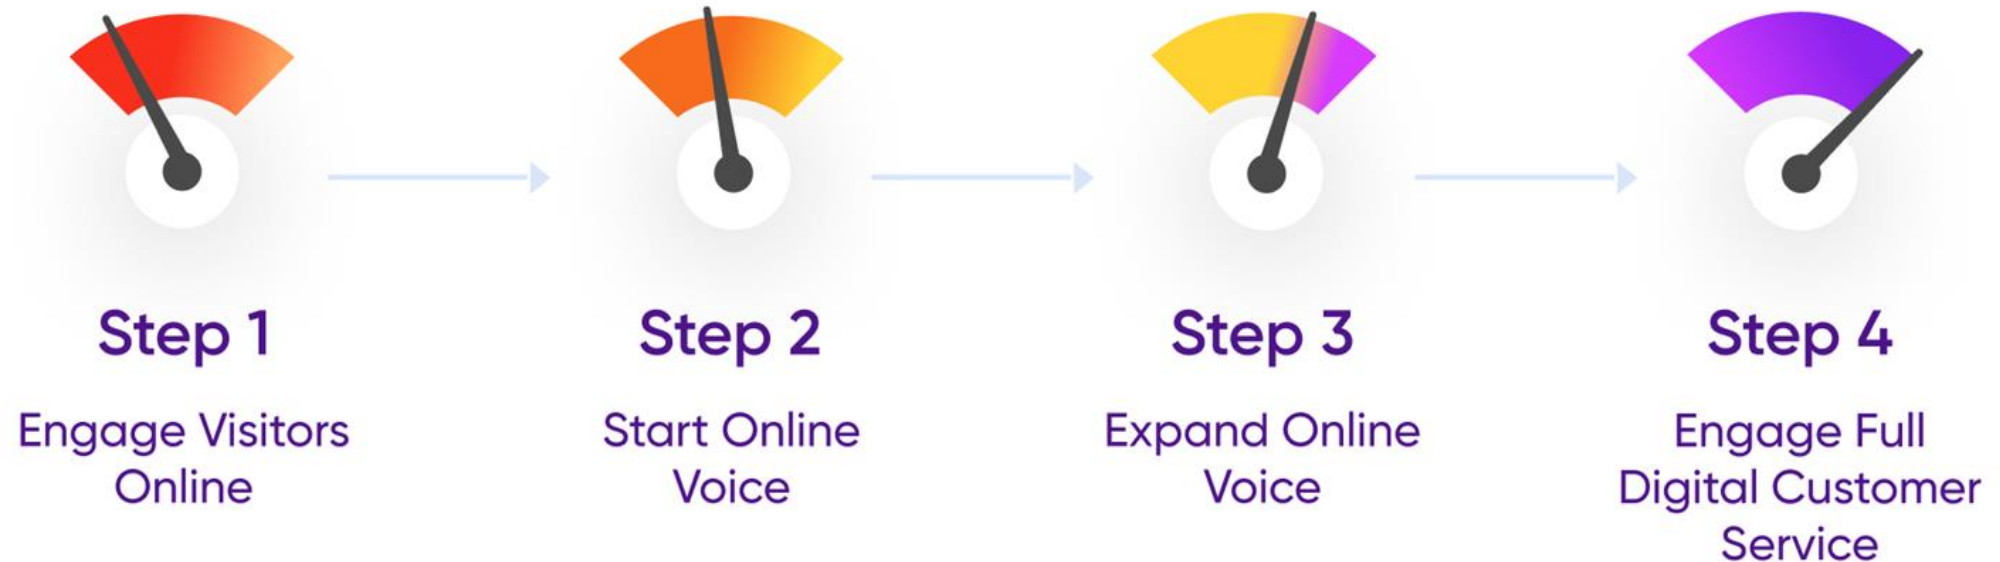 Step 1
Engage Visitors
Online
Step 2
Start Online
Voice
Step 3
Expand Online
Voice
Step 4
Engage Full
Digital Customer
Service